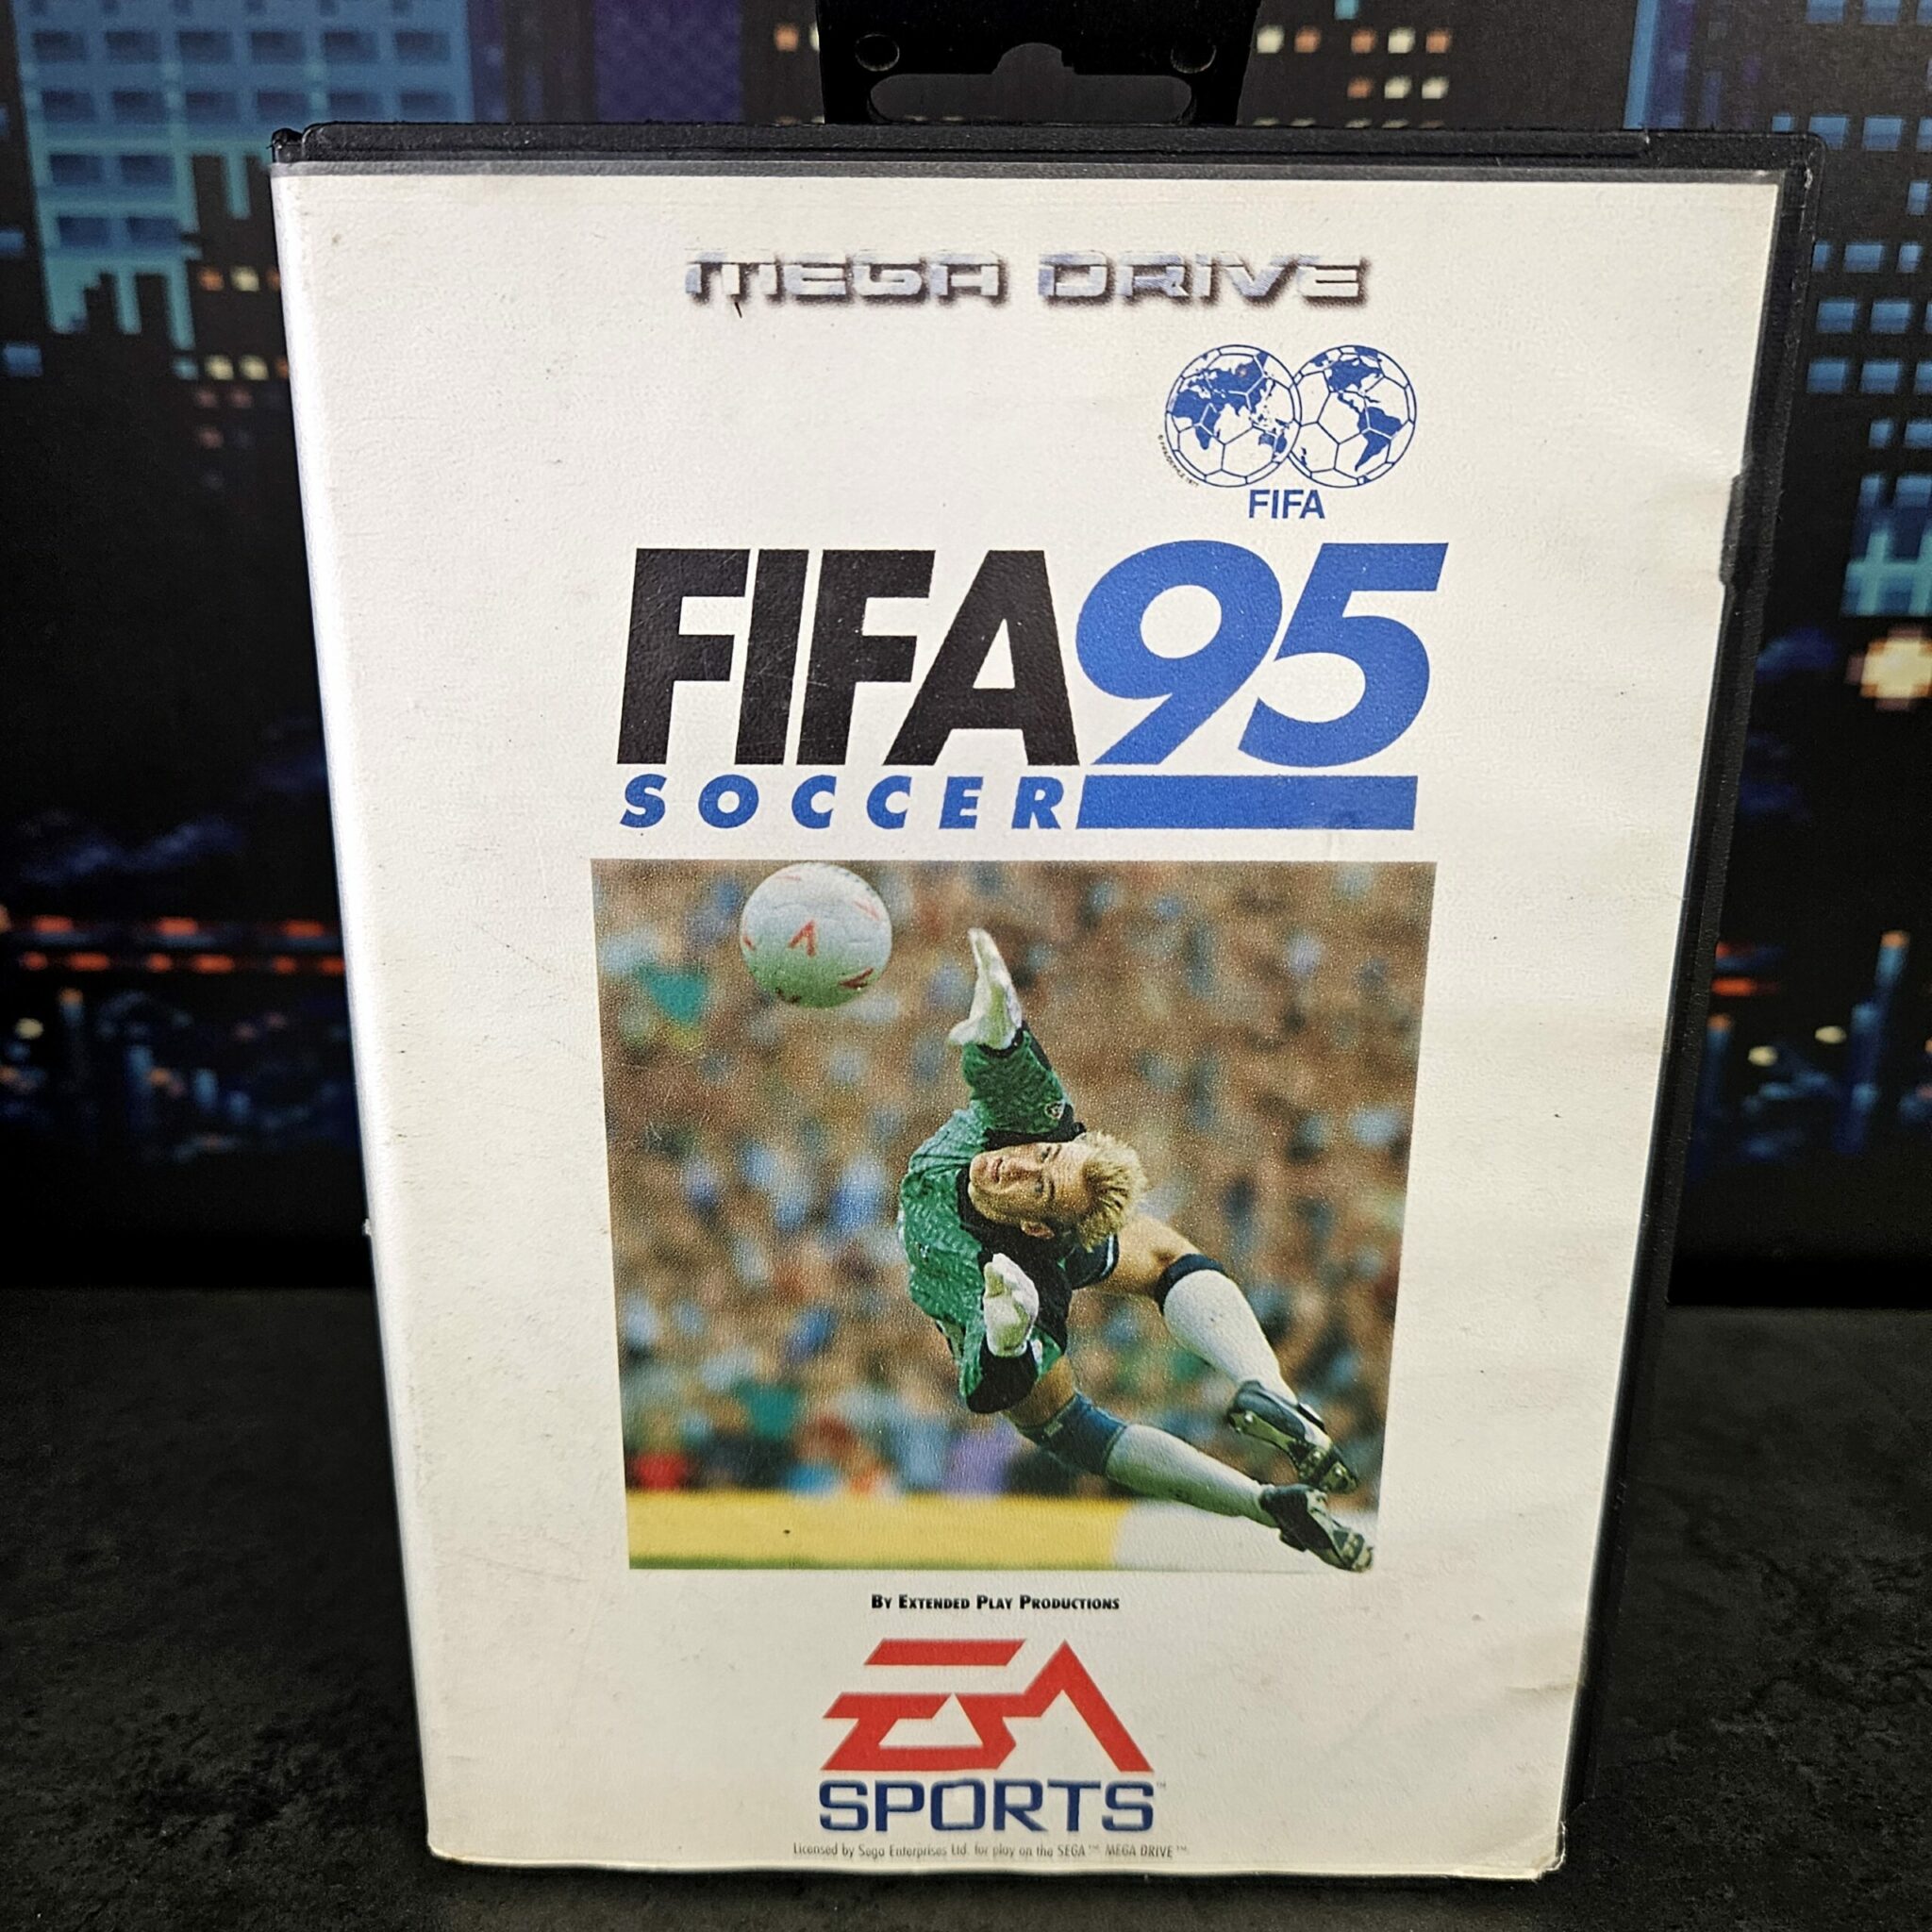 MEGA DRIVE
FIFA
FIFA 95
SOCCER
BY EXTENDED PLAY PRODUCTIONS
EA
SPORTS™
Licensed by Sega Enterprises Ltd. for play on the SEGA™ MEGA DRIVE™